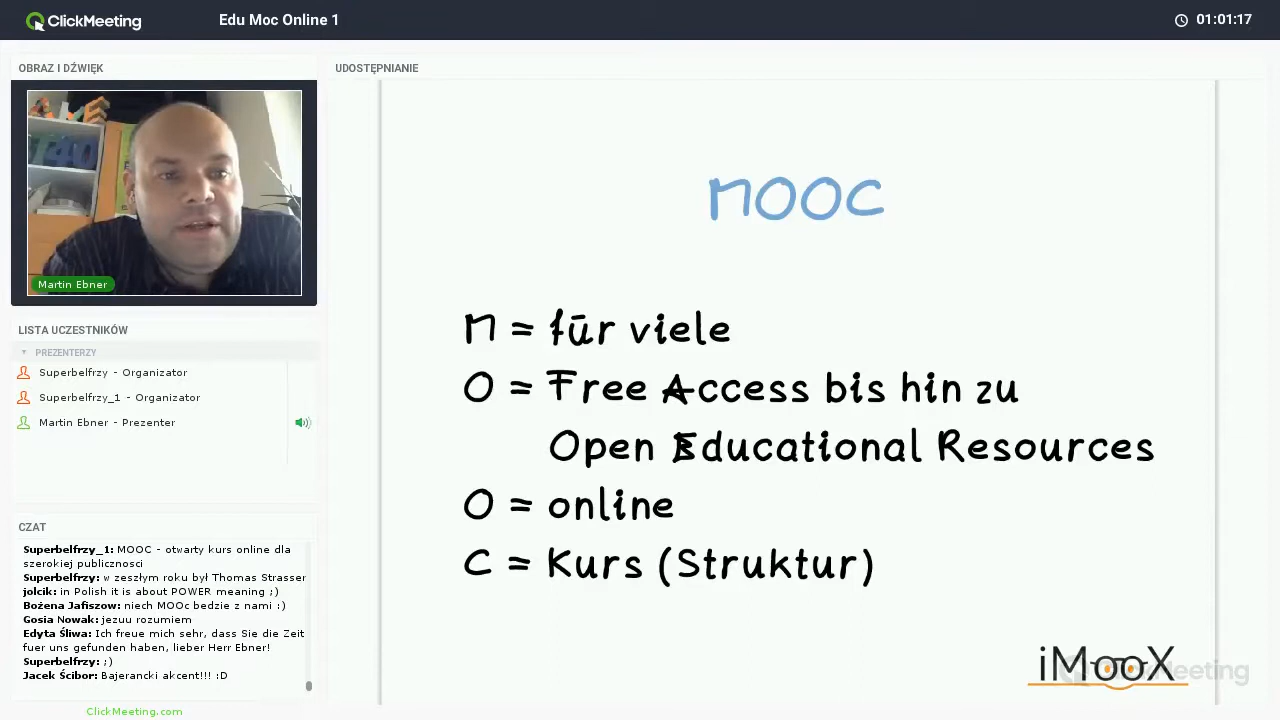 ClickMeeting
Edu Moc Online 1
01:01:17
OBRAZ I DŹWIĘK
UDOSTĘPNIANIE
Martin Ebner
LISTA UCZESTNIKÓW
PREZENTERZY
Superbelfrzy - Organizator
Superbelfrzy_1 - Organizator
Martin Ebner - Prezenter
CZAT
Superbelfrzy_1: MOOC - otwarty kurs online dla
szerokiej publicznosci
Superbelfrzy: w zeszłym roku był Thomas Strasser
jolcik: in Polish it is about POWER meaning ;)
Bożena Jafiszow: niech MOOc bedzie z nami :)
Gosia Nowak: jezuu rozumiem
Edyta Śliwa: Ich freue mich sehr, dass Sie die Zeit
fuer uns gefunden haben, lieber Herr Ebner!
Superbelfrzy: ;)
Jacek Ścibor: Bajerancki akcent!!! :D
ClickMeeting.com
MOOC
M = für viele
O = Free Access bis hin zu
Open Educational Resources
O = online
C = Kurs (Struktur)
iMooX
ClickMeeting